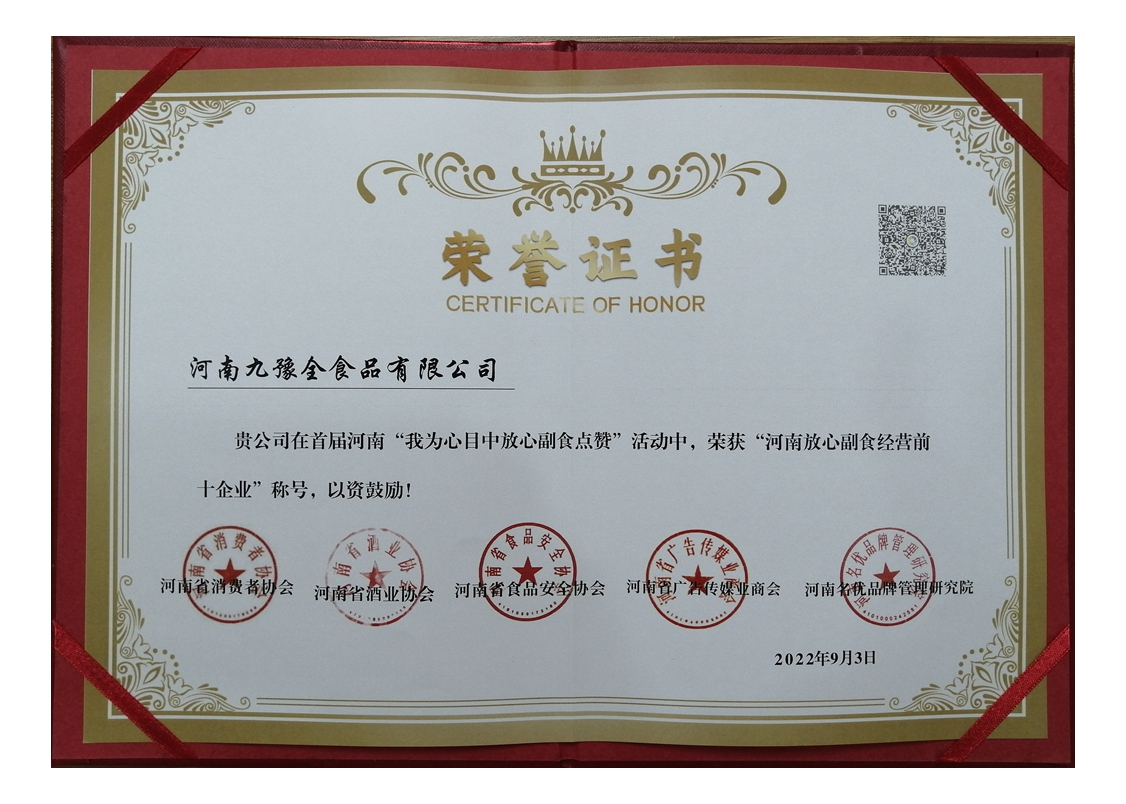 荣誉证书
CERTIFICATE OF HONOR
河南九豫全食品有限公司
贵公司在首届河南“我为心目中放心副食点赞”活动中，荣获“河南放心副食经营前
十企业”称号，以资鼓励！
河南省消费者协会 河南省酒业协会 河南省食品安全协会 河南省广告传媒业商会 河南名优品牌管理研究院
2022年9月3日